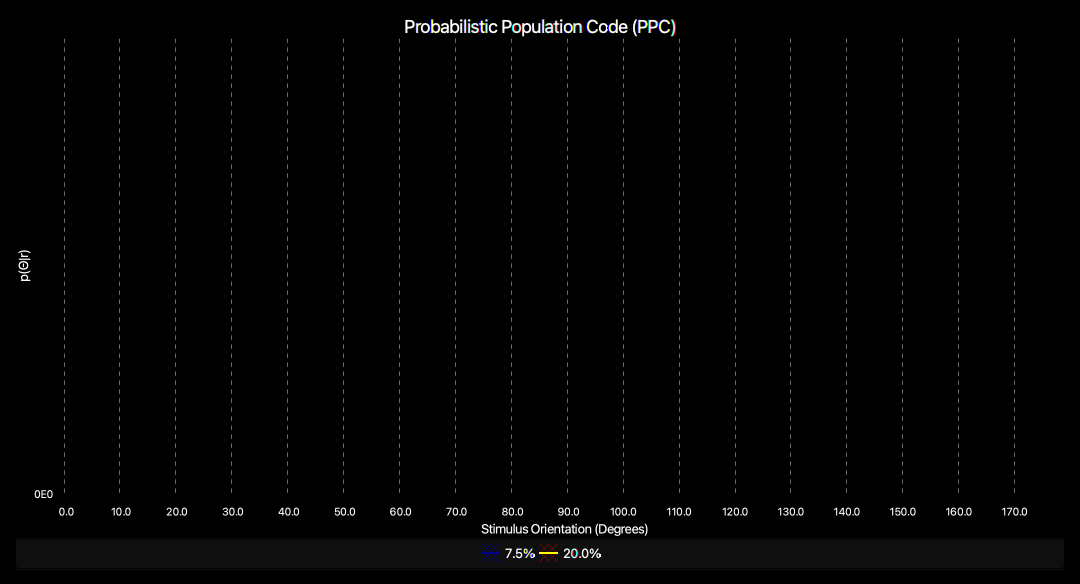 Probabilistic Population Code (PPC)
p(Θ|r)
0E0
0.0 10.0 20.0 30.0 40.0 50.0 60.0 70.0 80.0 90.0 100.0 110.0 120.0 130.0 140.0 150.0 160.0 170.0
Stimulus Orientation (Degrees)
7.5% 20.0%